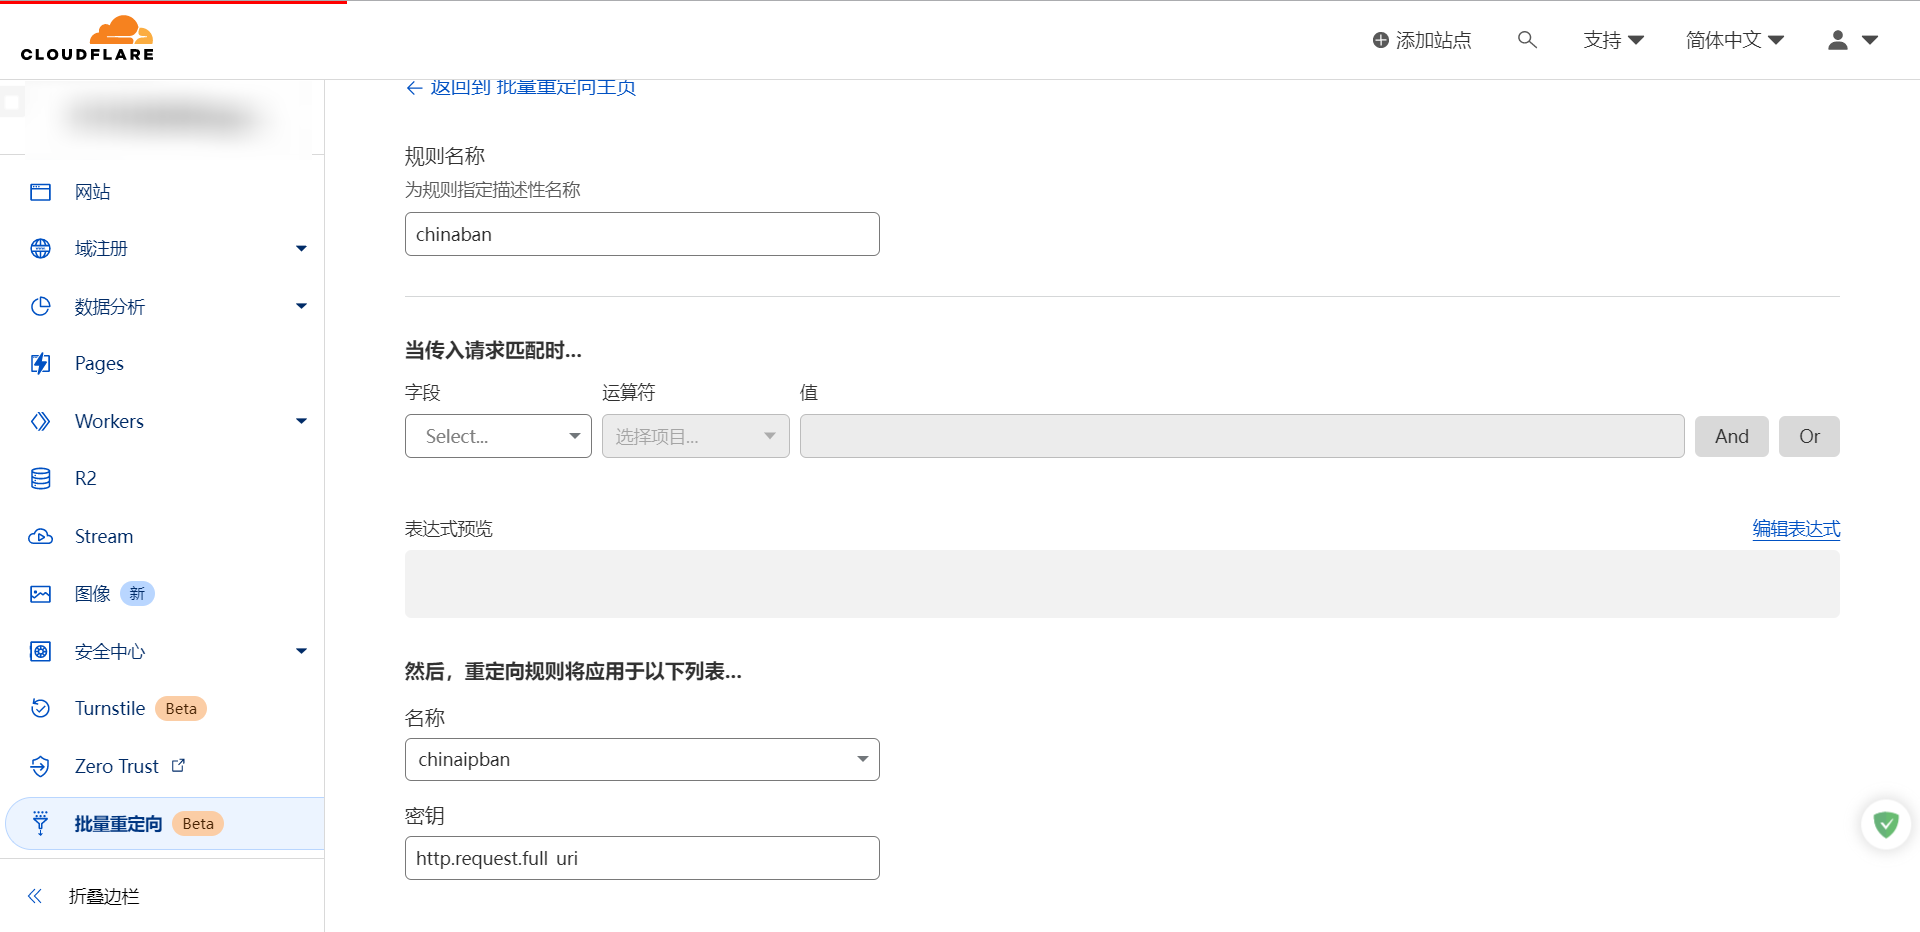 CLOUDFLARE
添加站点
支持
简体中文
← 返回到 批量重定向主页
网站
域注册
数据分析
Pages
Workers
R2
Stream
图像 新
安全中心
Turnstile Beta
Zero Trust
批量重定向 Beta
折叠边栏
规则名称
为规则指定描述性名称
chinaban
当传入请求匹配时...
字段 运算符 值
Select... 选择项目... And Or
表达式预览 编辑表达式
然后，重定向规则将应用于以下列表...
名称
chinaipban
密钥
http.request.full_uri